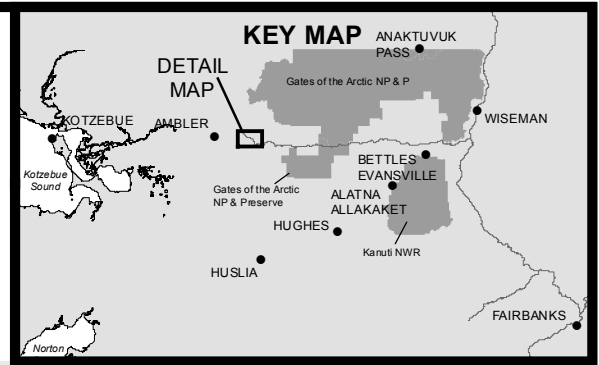 KEY MAP
ANAKTUVUK
PASS
DETAIL
MAP
Gates of the Arctic NP & P
KOTZEBUE
AMBLER
WISEMAN
Kotzebue
Sound
BETTLES
EVANSVILLE
Gates of the Arctic
NP & Preserve
ALATNA
ALLAKAKET
HUGHES
Kanuti NWR
HUSLIA
FAIRBANKS
Norton